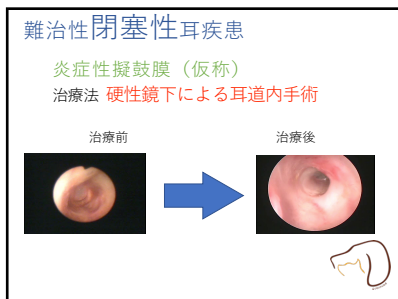 難治性閉塞性耳疾患
炎症性擬鼓膜（仮称）
治療法 硬性鏡下による耳道内手術
治療前
治療後